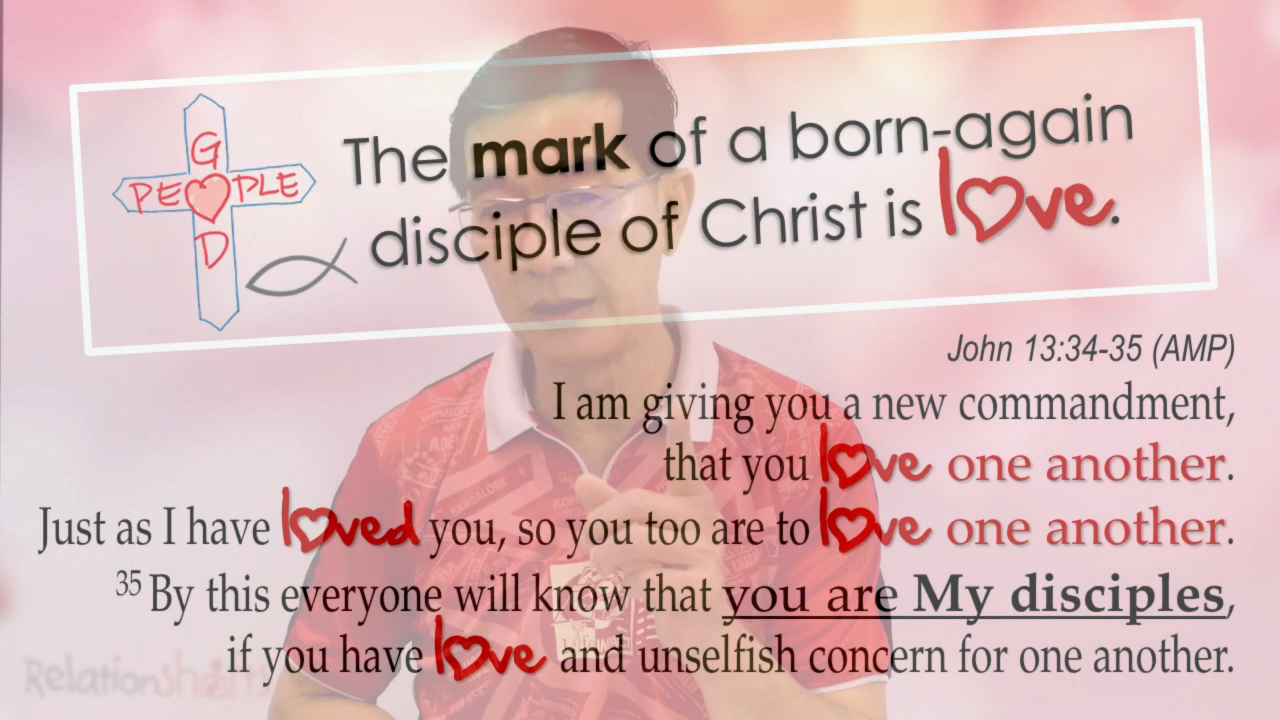 The mark of a born-again
disciple of Christ is love.
GOD
PEOPLE
John 13:34-35 (AMP)
I am giving you a new commandment,
that you love one another.
Just as I have loved you, so you too are to love one another.
35 By this everyone will know that you are My disciples,
if you have love and unselfish concern for one another.